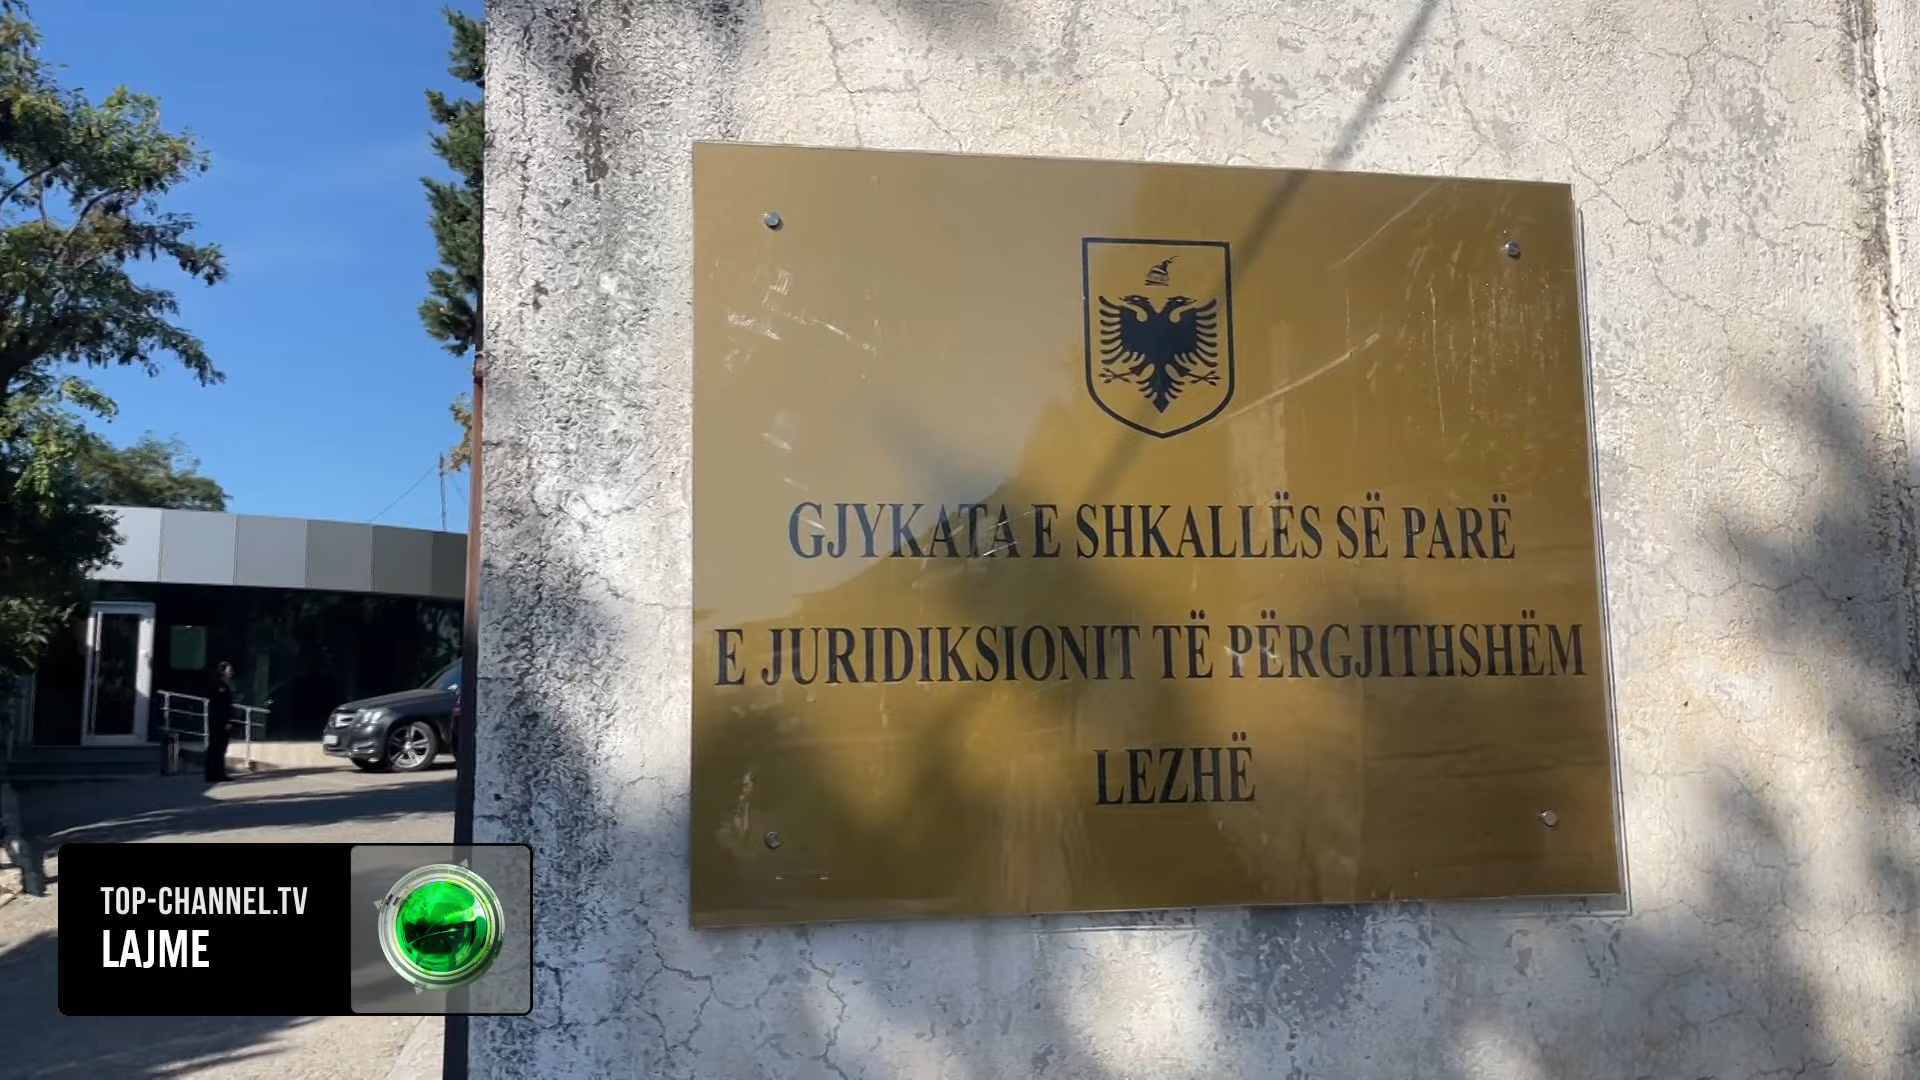 GJYKATA E SHKALLËS SË PARË
E JURIDIKSIONIT TË PËRGJITHSHËM
LEZHË
TOP-CHANNEL.TV
LAJME